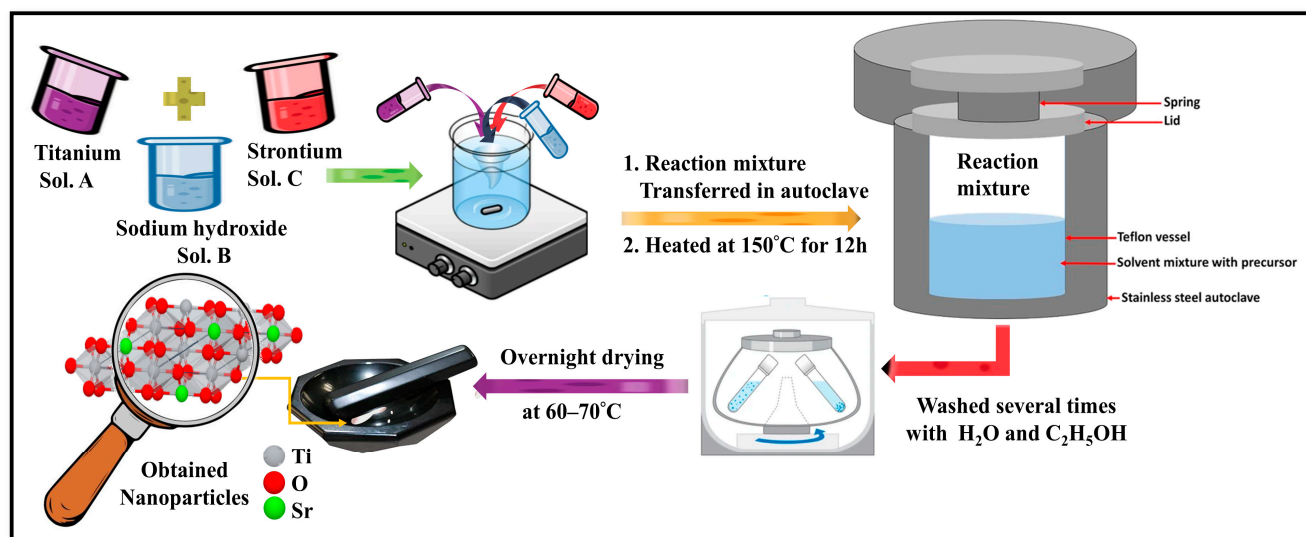 Titanium
Sol. A
Strontium
Sol. C
Sodium hydroxide
Sol. B
1. Reaction mixture
Transferred in autoclave
2. Heated at 150°C for 12h
Reaction
mixture
Spring
Lid
Teflon vessel
Solvent mixture with precursor
Stainless steel autoclave
Washed several times
with H₂O and C₂H₅OH
Overnight drying
at 60–70°C
Obtained
Nanoparticles
Ti
O
Sr